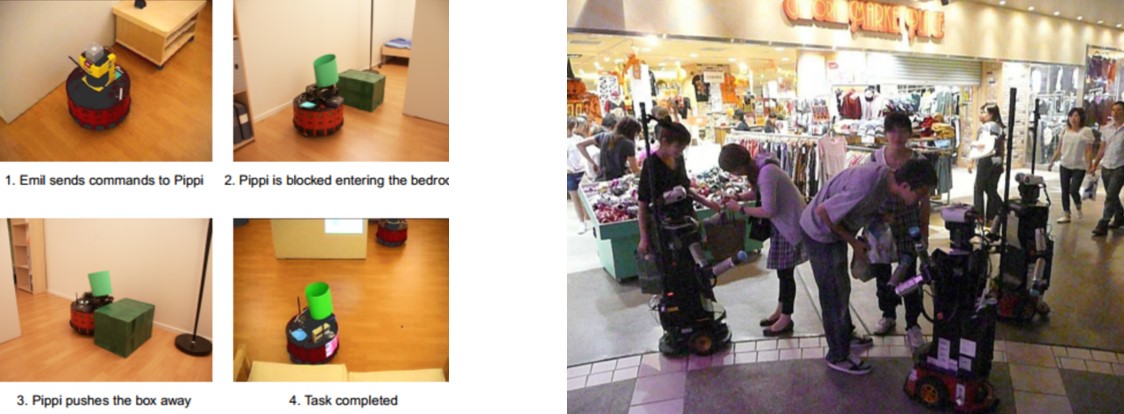 1. Emil sends commands to Pippi
2. Pippi is blocked entering the bedroo
3. Pippi pushes the box away
4. Task completed